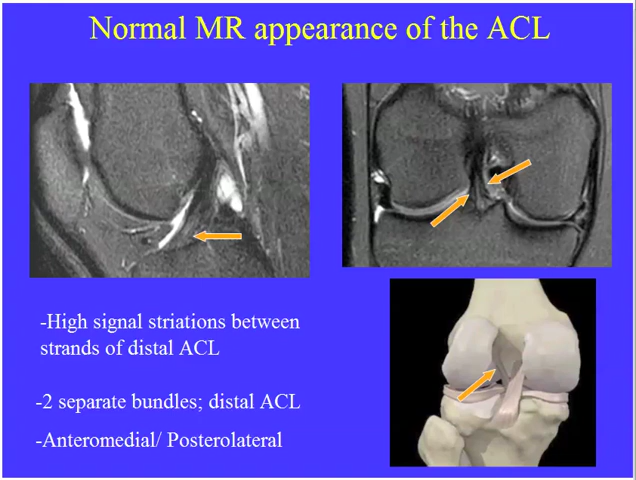 Normal MR appearance of the ACL
-High signal striations between
strands of distal ACL
-2 separate bundles; distal ACL
-Anteromedial/ Posterolateral